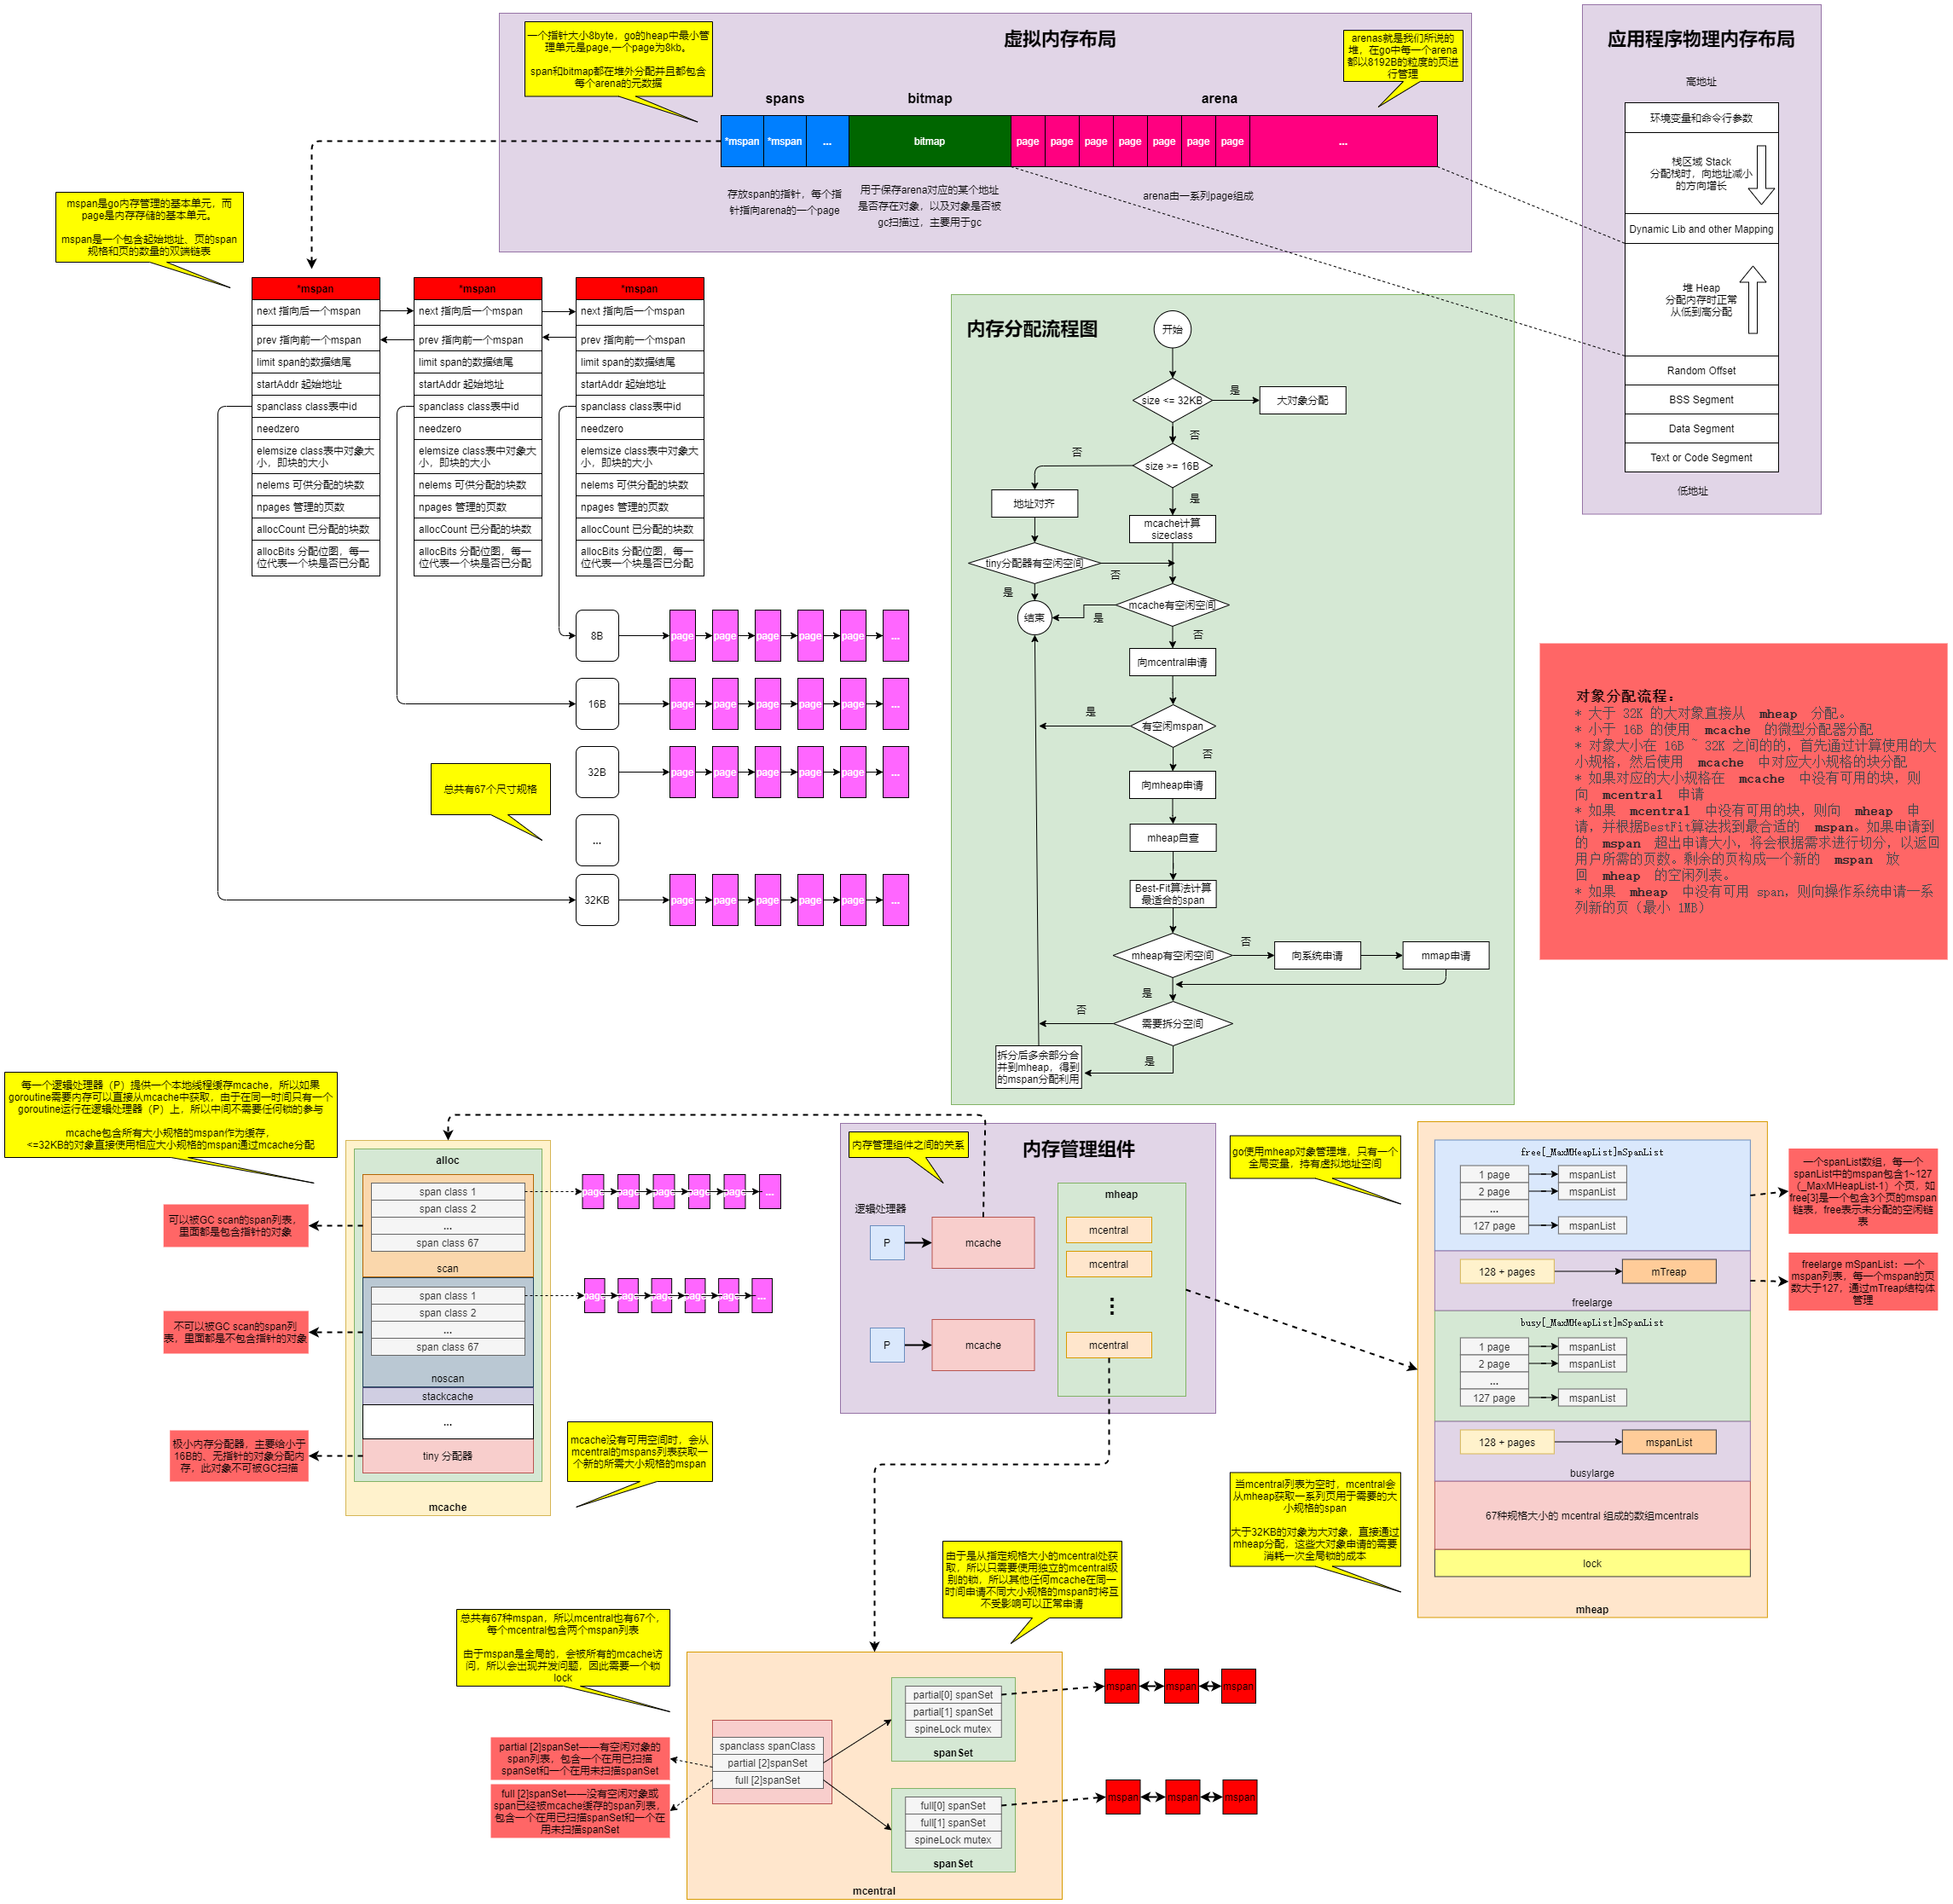 虚拟内存布局
一个指针大小8byte，go的heap中最小管
理单元是page,一个page为8kb。
span和bitmap都在堆外分配并且都包含
每个arena的元数据
arenas就是我们所说的
堆，在go中每一个arena
都以8192B的粒度的页进
行管理
spans
bitmap
arena
*mspan
*mspan
...
bitmap
page
page
page
page
page
page
page
...
存放span的指针，每个指
针指向arena的一个page
用于保存arena对应的某个地址
是否存在对象，以及对象是否被
gc扫描过，主要用于gc
arena由一系列page组成
应用程序物理内存布局
高地址
环境变量和命令行参数
栈区域 Stack
分配栈时，向地址减小
的方向增长
Dynamic Lib and other Mapping
堆 Heap
分配内存时正常
从低到高分配
Random Offset
BSS Segment
Data Segment
Text or Code Segment
低地址
mspan是go内存管理的基本单元，而
page是内存存储的基本单元。
mspan是一个包含起始地址、页的span
规格和页的数量的双端链表
*mspan
next 指向后一个mspan
prev 指向前一个mspan
limit span的数据结尾
startAddr 起始地址
spanclass class表中id
needzero
elemsize class表中对象大
小，即块的大小
nelems 可供分配的块数
npages 管理的页数
allocCount 已分配的块数
allocBits 分配位图，每一
位代表一个块是否已分配
*mspan
next 指向后一个mspan
prev 指向前一个mspan
limit span的数据结尾
startAddr 起始地址
spanclass class表中id
needzero
elemsize class表中对象大
小，即块的大小
nelems 可供分配的块数
npages 管理的页数
allocCount 已分配的块数
allocBits 分配位图，每一
位代表一个块是否已分配
*mspan
next 指向后一个mspan
prev 指向前一个mspan
limit span的数据结尾
startAddr 起始地址
spanclass class表中id
needzero
elemsize class表中对象大
小，即块的大小
nelems 可供分配的块数
npages 管理的页数
allocCount 已分配的块数
allocBits 分配位图，每一
位代表一个块是否已分配
8B
page page page page page ...
16B
page page page page page ...
32B
page page page page page ...
总共有67个尺寸规格
...
32KB
page page page page page ...
内存分配流程图
开始
size <= 32KB
是
大对象分配
否
size >= 16B
否
是
地址对齐
mcache计算
sizeclass
tiny分配器有空闲空间
否
是
结束
mcache有空闲空间
是
否
向mcentral申请
有空闲mspan
是
否
向mheap申请
mheap自查
Best-Fit算法计算
最适合的span
mheap有空闲空间
否
向系统申请
mmap申请
是
需要拆分空间
否
是
拆分后多余部分合
并到mheap，得到
的mspan分配利用
对象分配流程：
* 大于 32K 的大对象直接从 mheap 分配。
* 小于 16B 的使用 mcache 的微型分配器分配
* 对象大小在 16B ~ 32K 之间的的，首先通过计算使用的大
小规格，然后使用 mcache 中对应大小规格的块分配
* 如果对应的大小规格在 mcache 中没有可用的块，则
向 mcentral 申请
* 如果 mcentral 中没有可用的块，则向 mheap 申
请，并根据BestFit算法找到最合适的 mspan。如果申请到
的 mspan 超出申请大小，将会根据需求进行切分，以返回
用户所需的页数。剩余的页构成一个新的 mspan 放
回 mheap 的空闲列表。
* 如果 mheap 中没有可用 span，则向操作系统申请一系
列新的页（最小 1MB）
每一个逻辑处理器（P）提供一个本地线程缓存mcache，所以如果
goroutine需要内存可以直接从mcache中获取，由于在同一时间只有一个
goroutine运行在逻辑处理器（P）上，所以中间不需要任何锁的参与
mcache包含所有大小规格的mspan作为缓存，
<=32KB的对象直接使用相应大小规格的mspan通过mcache分配
alloc
span class 1
span class 2
...
span class 67
scan
page page page page page ...
可以被GC scan的span列表，
里面都是包含指针的对象
span class 1
span class 2
...
span class 67
noscan
page page page page page ...
不可以被GC scan的span列
表，里面都是不包含指针的对象
stackcache
...
tiny 分配器
mcache
极小内存分配器，主要给小于
16B的、无指针的对象分配内
存，此对象不可被GC扫描
mcache没有可用空间时，会从
mcentral的mspans列表获取一
个新的所需大小规格的mspan
内存管理组件之间的关系
内存管理组件
逻辑处理器
P
mcache
P
mcache
mheap
mcentral
mcentral
⋮
mcentral
go使用mheap对象管理堆，只有一个
全局变量，持有虚拟地址空间
free[_MaxMHeapList]mSpanList
1 page
mspanList
2 page
mspanList
...
127 page
mspanList
128 + pages
mTreap
freelarge
busy[_MaxMHeapList]mSpanList
1 page
mspanList
2 page
mspanList
...
127 page
mspanList
128 + pages
mspanList
busylarge
67种规格大小的 mcentral 组成的数组mcentrals
lock
mheap
一个spanList数组，每一个
spanList中的mspan包含1~127
（_MaxMHeapList-1）个页，如
free[3]是一个包含3个页的mspan
链表，free表示未分配的空闲链
表
freelarge mSpanList：一个
mspan列表，每一个mspan的页
数大于127，通过mTreap结构体
管理
当mcentral列表为空时，mcentral会
从mheap获取一系列页用于需要的大
小规格的span
大于32KB的对象为大对象，直接通过
mheap分配，这些大对象申请的需要
消耗一次全局锁的成本
由于是从指定规格大小的mcentral处获
取，所以只需要使用独立的mcentral级
别的锁，所以其他任何mcache在同一
时间申请不同大小规格的mspan时将互
不受影响可以正常申请
总共有67种mspan，所以mcentral也有67个，
每个mcentral包含两个mspan列表
由于mspan是全局的，会被所有的mcache访
问，所以会出现并发问题，因此需要一个锁
lock
spanclass spanClass
partial [2]spanSet
full [2]spanSet
partial[0] spanSet
partial[1] spanSet
spineLock mutex
spanSet
mspan
mspan
mspan
full[0] spanSet
full[1] spanSet
spineLock mutex
spanSet
mspan
mspan
mspan
mcentral
partial [2]spanSet——有空闲对象的
span列表，包含一个在用已扫描
spanSet和一个在用未扫描spanSet
full [2]spanSet——没有空闲对象或
span已经被mcache缓存的span列表，
包含一个在用已扫描spanSet和一个在
用未扫描spanSet